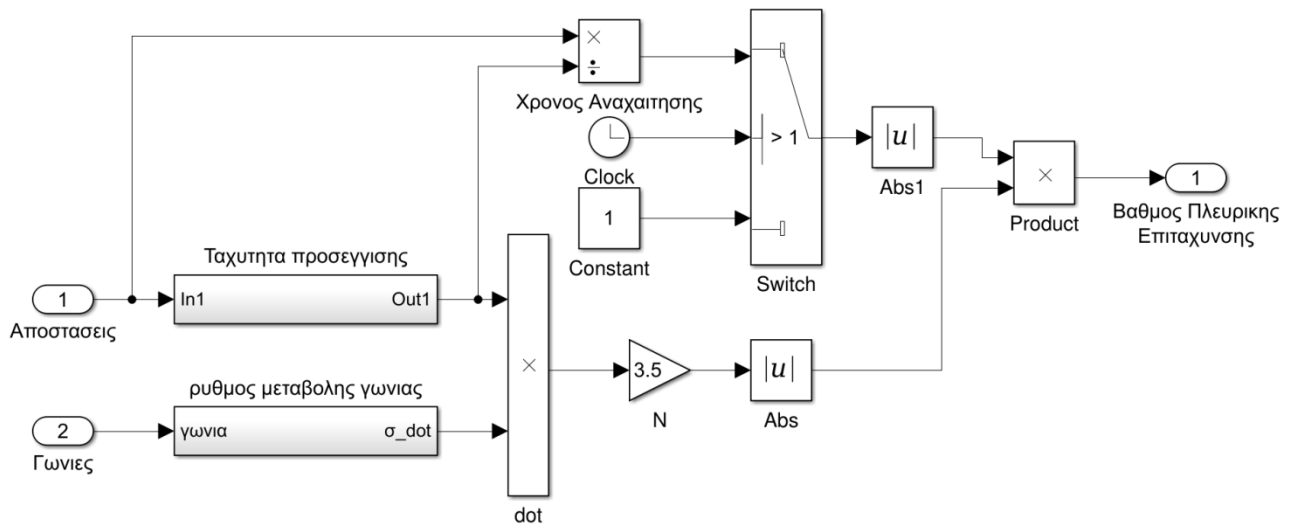 ×
÷
Χρονος Αναχαιτησης
Clock
1
Constant
> 1
Switch
|u|
Abs1
×
Product
1
Βαθμος Πλευρικης
Επιταχυνσης
Ταχυτητα προσεγγισης
1
Αποστασεις
In1 Out1
ρυθμος μεταβολης γωνιας
2
Γωνιες
γωνια σ_dot
×
dot
3.5
N
|u|
Abs